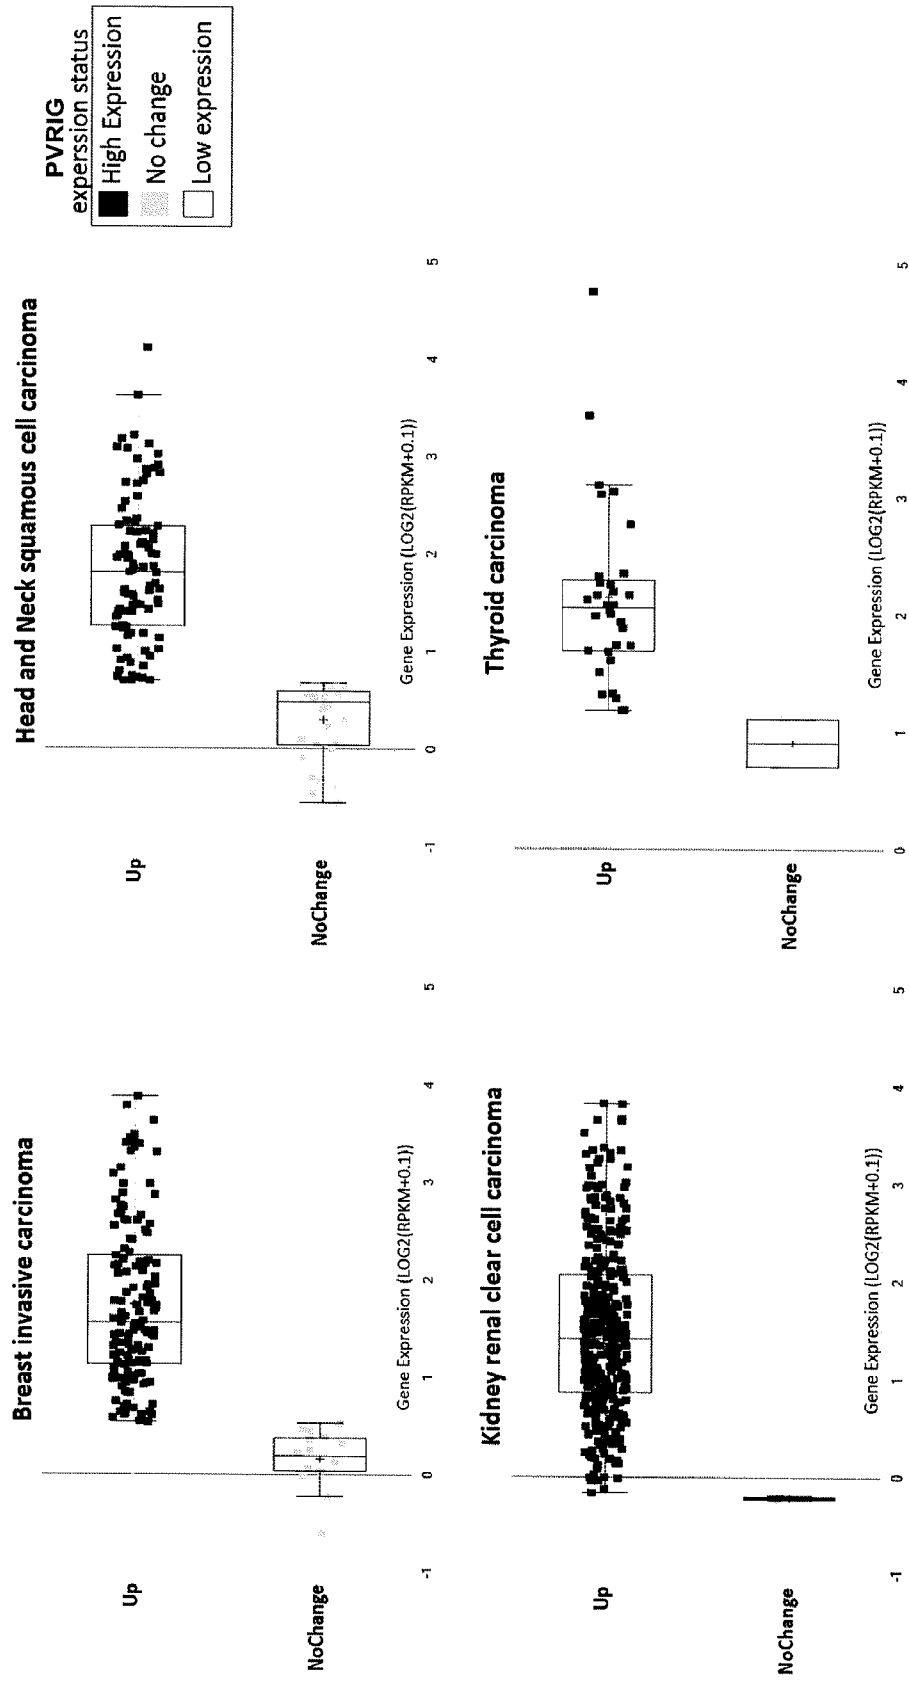 PVRIG
experssion status
High Expression
No change
Low expression
Breast invasive carcinoma
Up
NoChange
-1
0
1
2
3
4
5
Gene Expression (LOG2(RPKM+0.1))
Head and Neck squamous cell carcinoma
Up
NoChange
-1
0
1
2
3
4
5
Gene Expression (LOG2(RPKM+0.1))
Kidney renal clear cell carcinoma
Up
NoChange
-1
0
1
2
3
4
5
Gene Expression (LOG2(RPKM+0.1))
Thyroid carcinoma
Up
NoChange
0
1
2
3
4
5
Gene Expression (LOG2(RPKM+0.1))